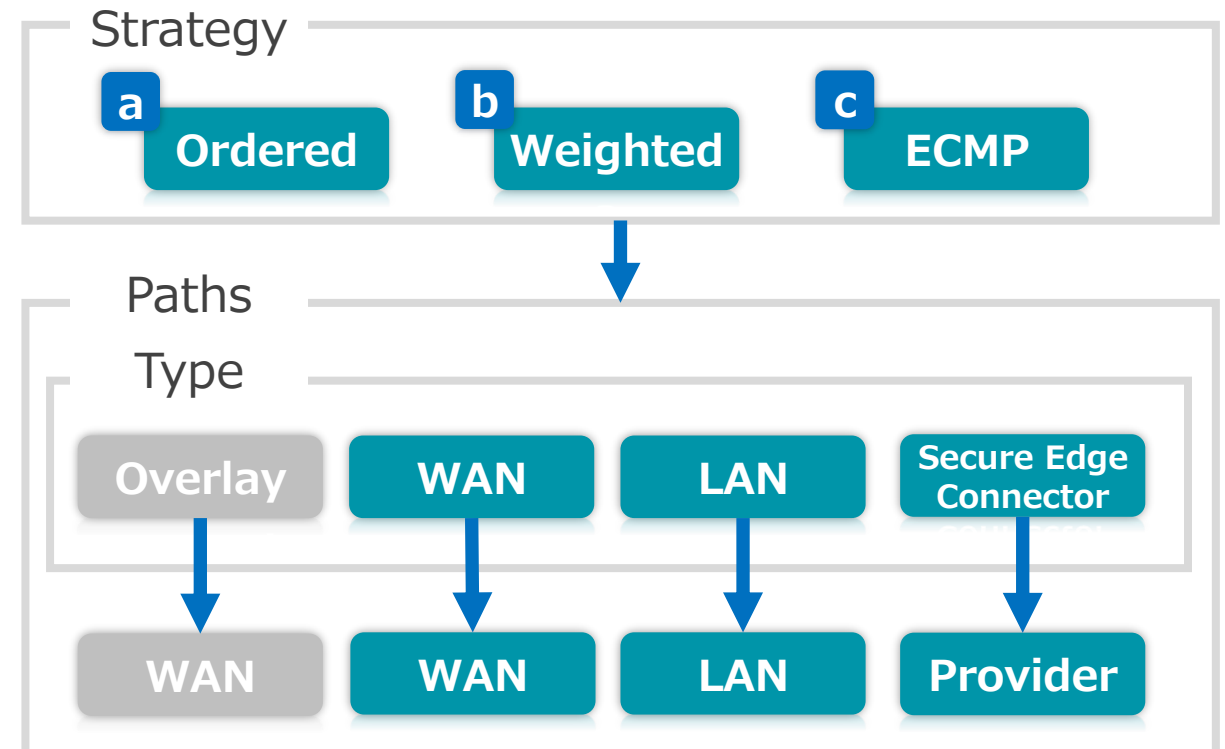 Strategy
a
Ordered
b
Weighted
c
ECMP
Paths
Type
Overlay
WAN
LAN
Secure Edge
Connector
WAN
WAN
LAN
Provider